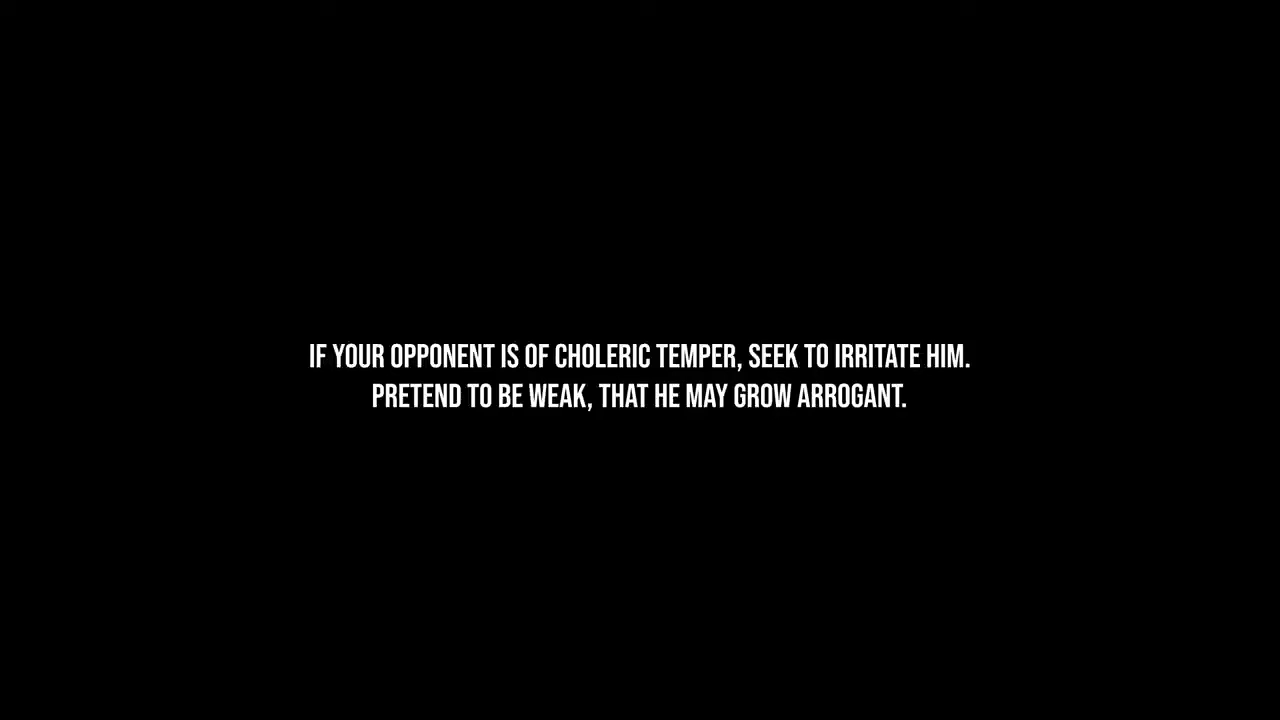 IF YOUR OPPONENT IS OF CHOLERIC TEMPER, SEEK TO IRRITATE HIM.
PRETEND TO BE WEAK, THAT HE MAY GROW ARROGANT.